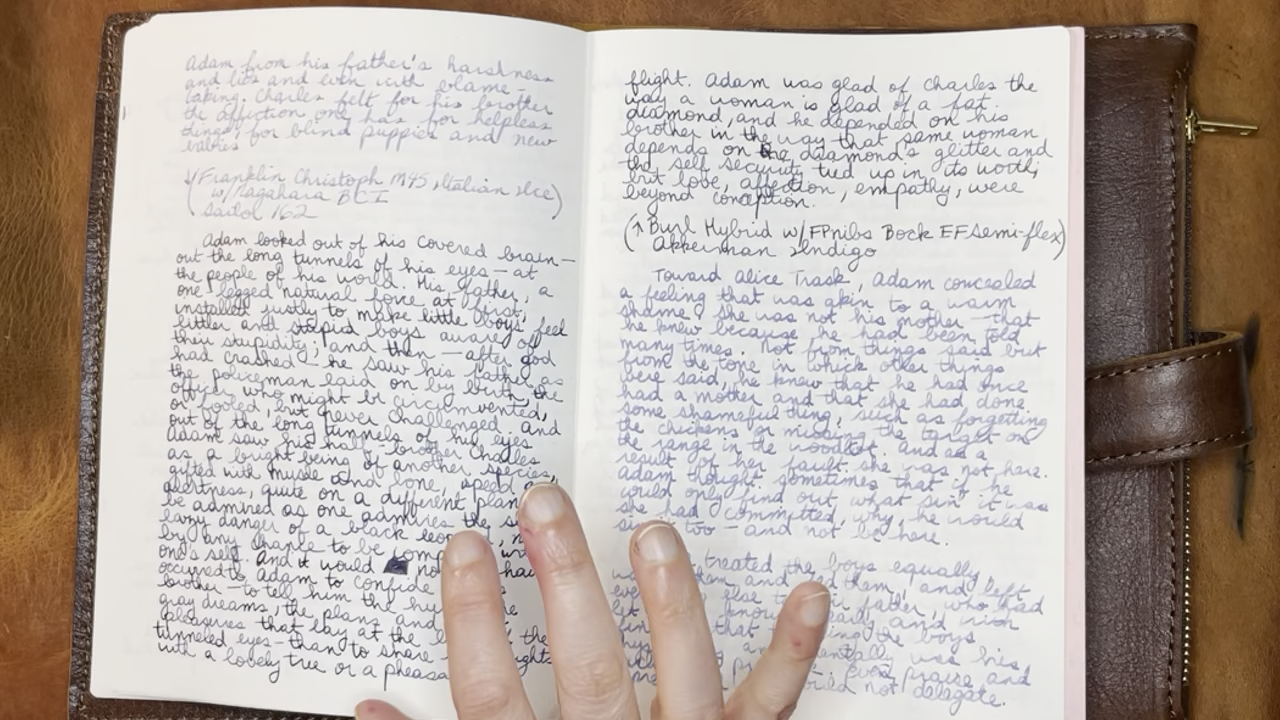 Adam from his father's harshness
and lies and even with blame-
taking. Charles felt for his brother
the affection one has for helpless
things, for blind puppies and new
babies
(↓ Franklin Christoph M45, Italian Ice)
w/Nagahara BCI
Sailor 162
Adam looked out of his covered brain—
out the long tunnels of his eyes—at
the people of his world. His father, a
one-legged natural force at first,
installed justly to make little boys feel
littler and stupid boys aware of
their stupidity; and then—after god
had crashed—he saw his father as
the policeman laid on by birth, the
officer who might be circumvented,
or fooled, but never challenged. and
out of the long tunnels of his eyes
Adam saw his half-brother Charles
as a bright being of another species,
gifted with muscle and bone, speed and
alertness, quite on a different plane
be admired as one admires the
lazy danger of a black
by any chance to be
one's self. And it would not
occurred to Adam to confide
brother—to tell him the
gray dreams, the plans and
pleasures that lay at the
tunneled eyes—than to share
with a lovely tree or a
flight. Adam was glad of Charles the
way a woman is glad of a fat
diamond, and he depended on his
brother in the way that same woman
depends on the diamond's glitter and
the self security tied up in its worth;
but love, affection, empathy, were
beyond conception.
(↑ Burl Hybrid w/FPnibs Bock EF semi-flex)
Akkerman Indigo
Toward Alice Trask, Adam concealed
a feeling that was akin to a warm
shame. She was not his mother—that
he knew because he had been told
many times. Not from things said but
from the tone in which other things
were said, he knew that he had once
had a mother and that she had done
some shameful thing, such as forgetting
the chickens or missing the target on
the range in the woodlot. And as a
result of her fault she was not here.
Adam thought sometimes that if he
could only find out what sin it was
she had committed, why, he would
sin too—and not be here.
treated the boys equally,
them and fed them, and left
else to father, who had
let known and with
that the boys
was his,
even praise and
could not delegate.